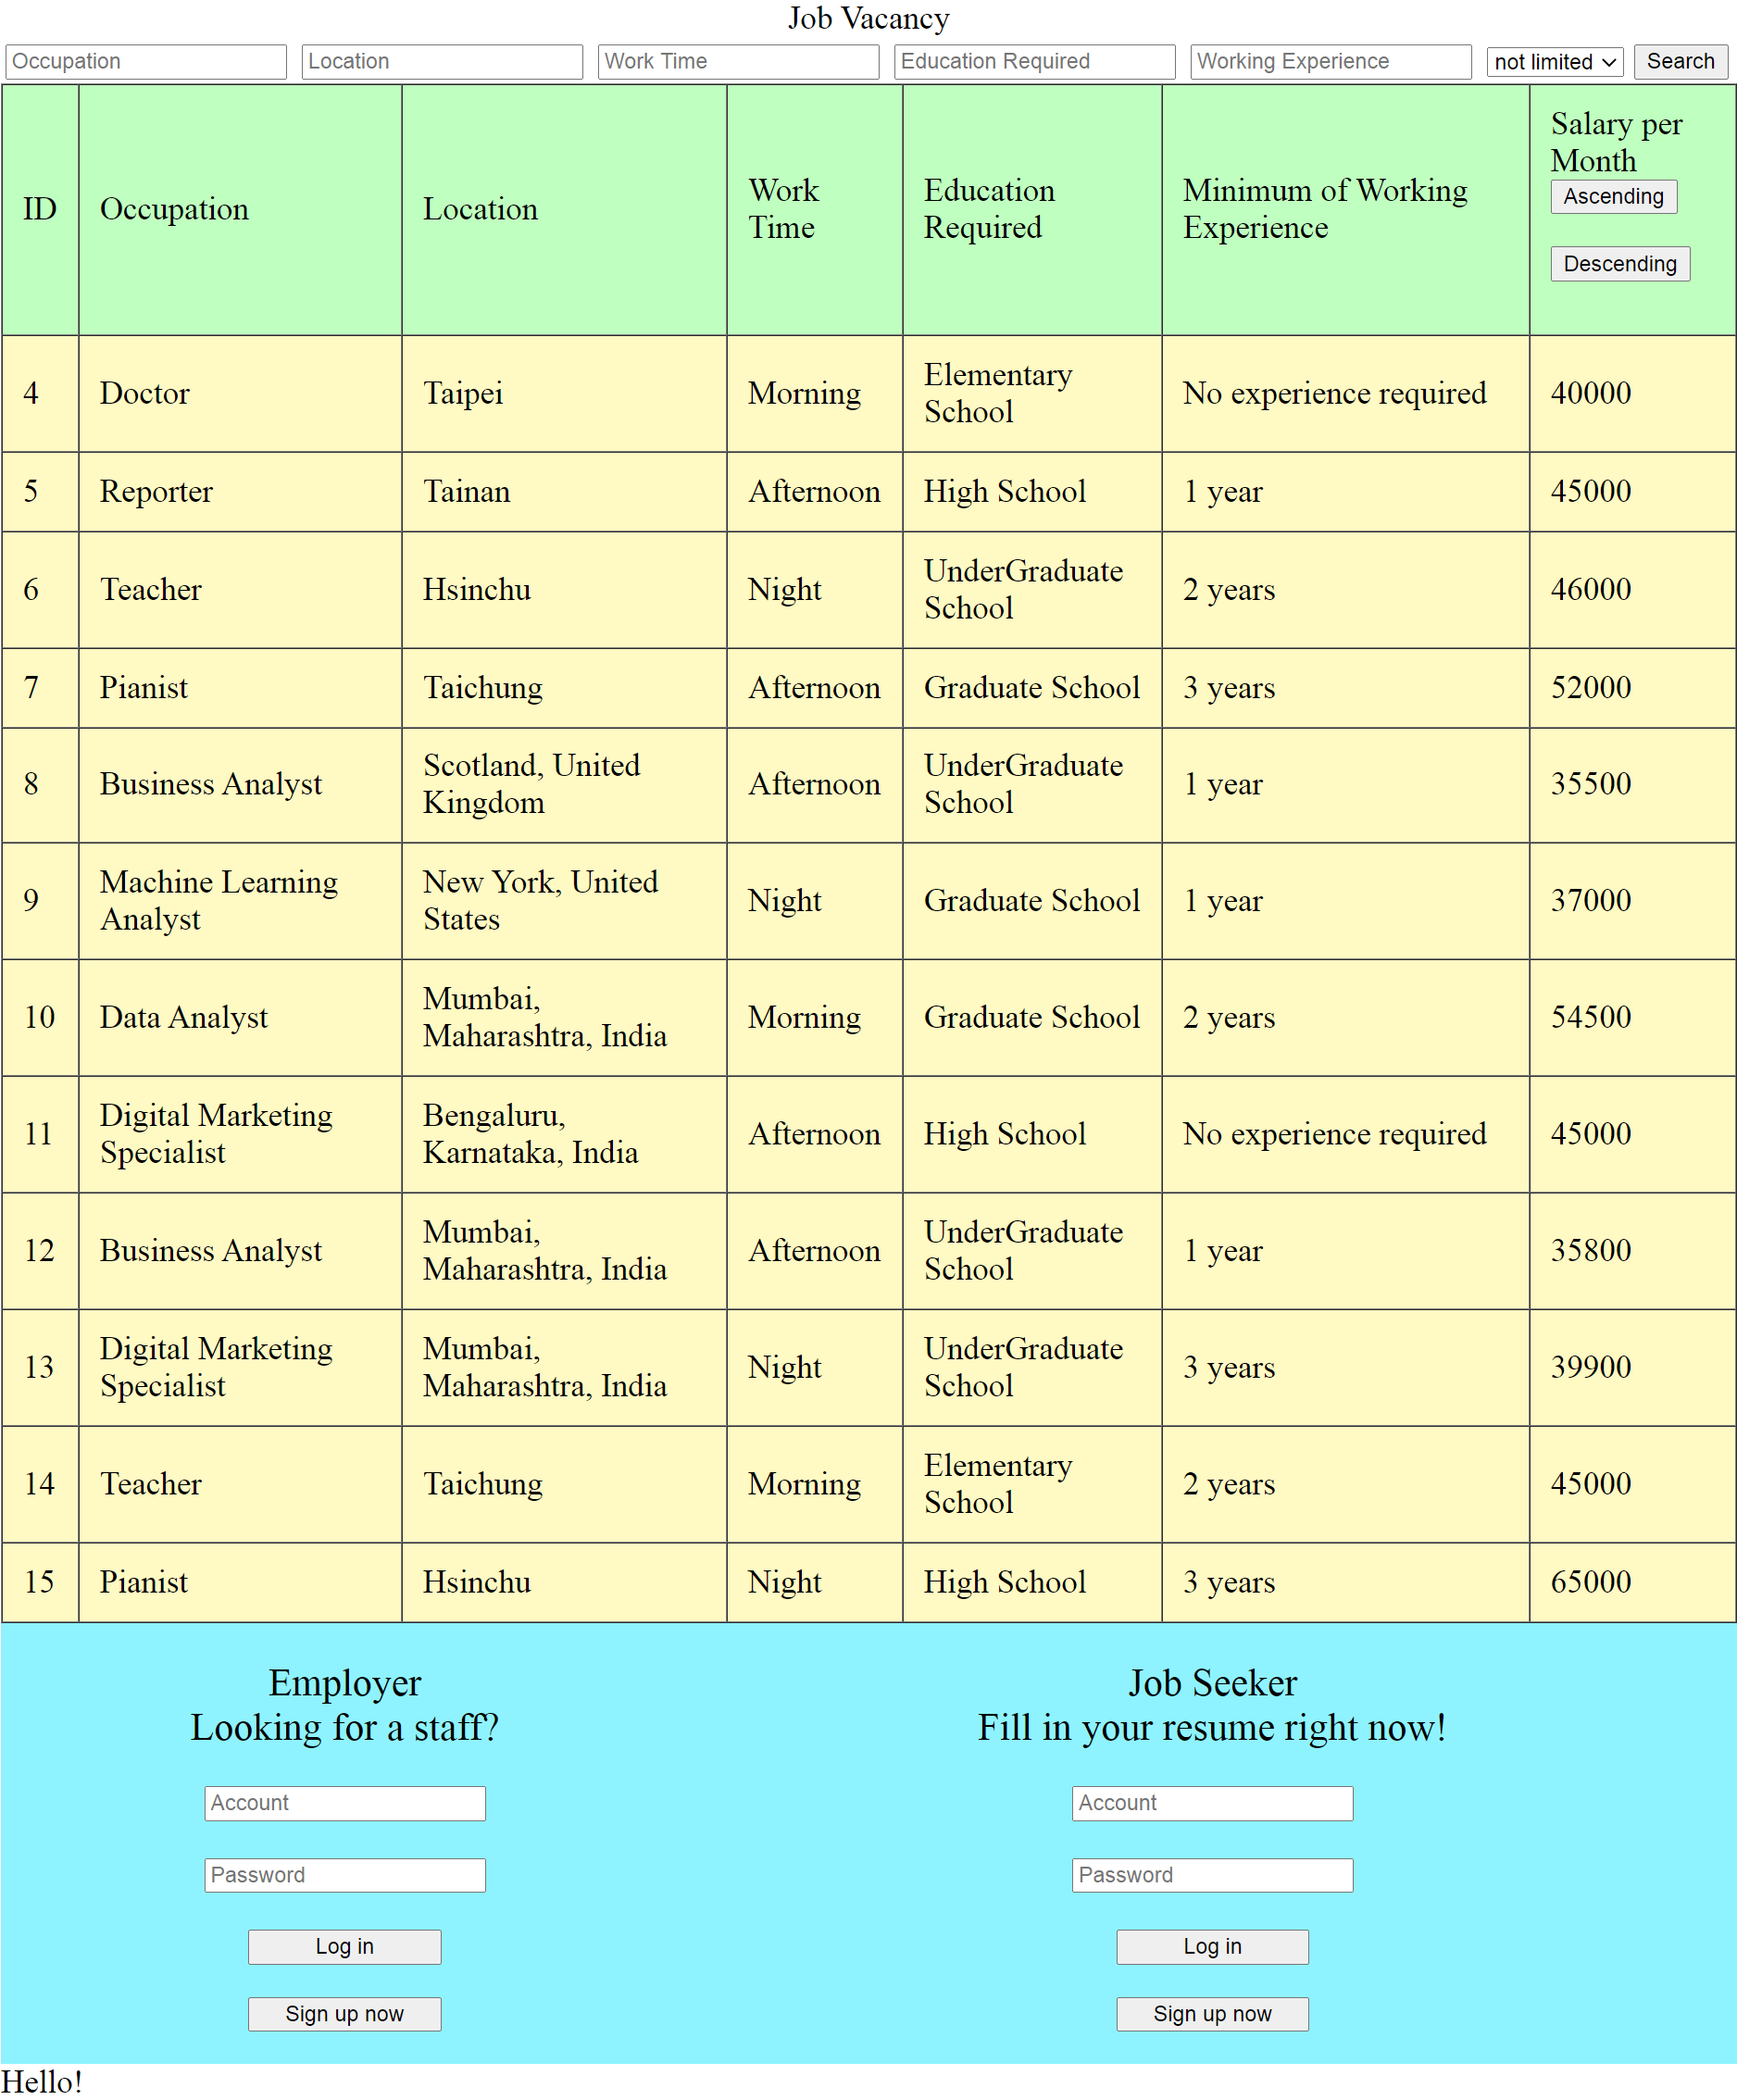 Job Vacancy
Occupation Location Work Time Education Required Working Experience not limited Search
ID Occupation Location Work Time Education Required Minimum of Working Experience Salary per Month Ascending Descending
4 Doctor Taipei Morning Elementary School No experience required 40000
5 Reporter Tainan Afternoon High School 1 year 45000
6 Teacher Hsinchu Night UnderGraduate School 2 years 46000
7 Pianist Taichung Afternoon Graduate School 3 years 52000
8 Business Analyst Scotland, United Kingdom Afternoon UnderGraduate School 1 year 35500
9 Machine Learning Analyst New York, United States Night Graduate School 1 year 37000
10 Data Analyst Mumbai, Maharashtra, India Morning Graduate School 2 years 54500
11 Digital Marketing Specialist Bengaluru, Karnataka, India Afternoon High School No experience required 45000
12 Business Analyst Mumbai, Maharashtra, India Afternoon UnderGraduate School 1 year 35800
13 Digital Marketing Specialist Mumbai, Maharashtra, India Night UnderGraduate School 3 years 39900
14 Teacher Taichung Morning Elementary School 2 years 45000
15 Pianist Hsinchu Night High School 3 years 65000
Employer
Looking for a staff?
Account
Password
Log in
Sign up now
Job Seeker
Fill in your resume right now!
Account
Password
Log in
Sign up now
Hello!